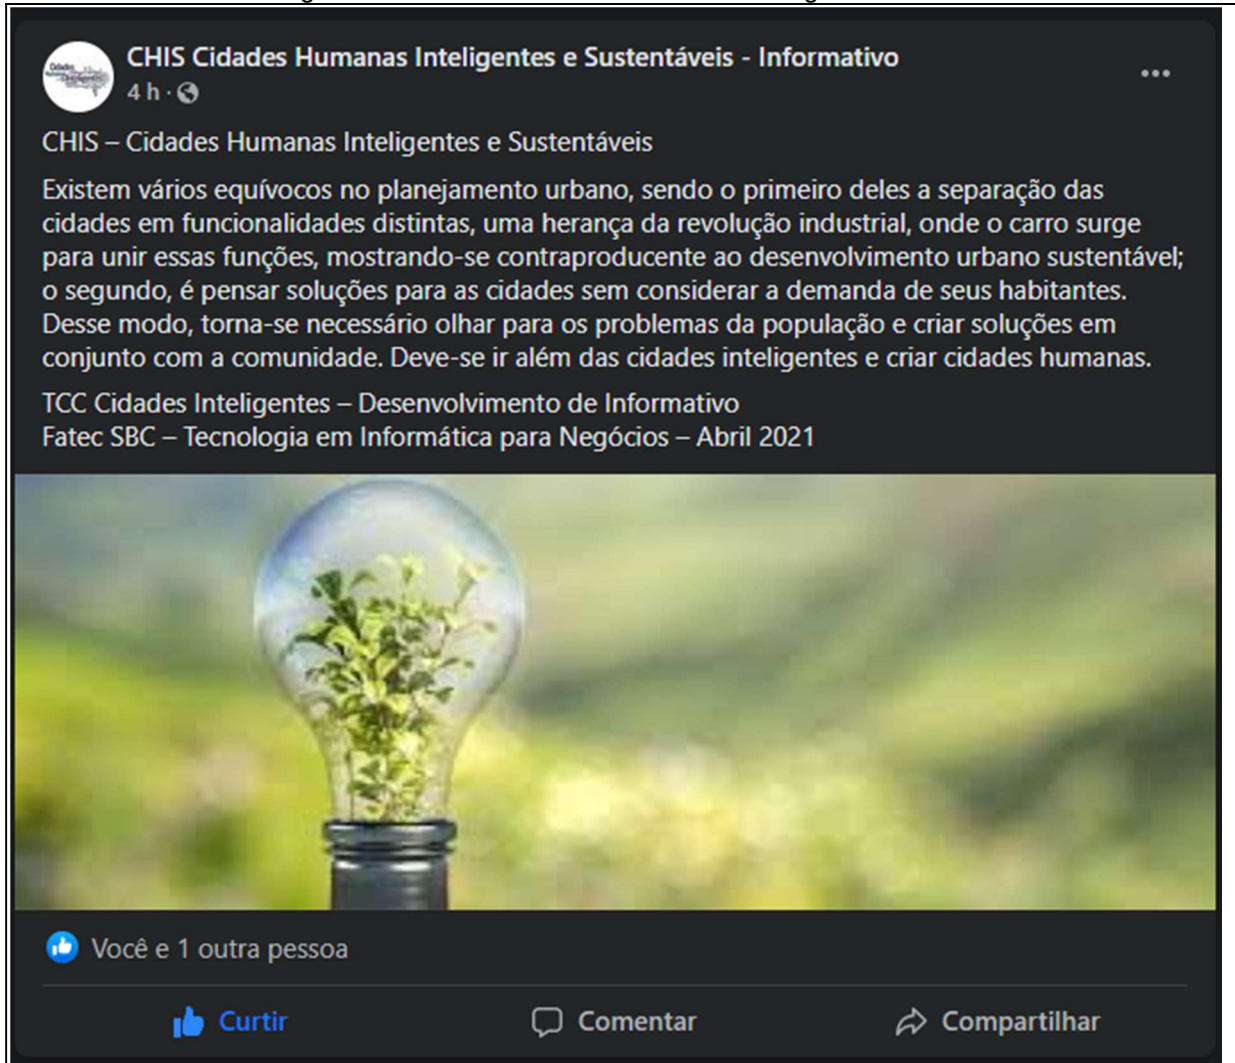 CHIS Cidades Humanas Inteligentes e Sustentáveis - Informativo
4 h ·
CHIS – Cidades Humanas Inteligentes e Sustentáveis
Existem vários equívocos no planejamento urbano, sendo o primeiro deles a separação das
cidades em funcionalidades distintas, uma herança da revolução industrial, onde o carro surge
para unir essas funções, mostrando-se contraproducente ao desenvolvimento urbano sustentável;
o segundo, é pensar soluções para as cidades sem considerar a demanda de seus habitantes.
Desse modo, torna-se necessário olhar para os problemas da população e criar soluções em
conjunto com a comunidade. Deve-se ir além das cidades inteligentes e criar cidades humanas.
TCC Cidades Inteligentes – Desenvolvimento de Informativo
Fatec SBC – Tecnologia em Informática para Negócios – Abril 2021
Você e 1 outra pessoa
Curtir
Comentar
Compartilhar